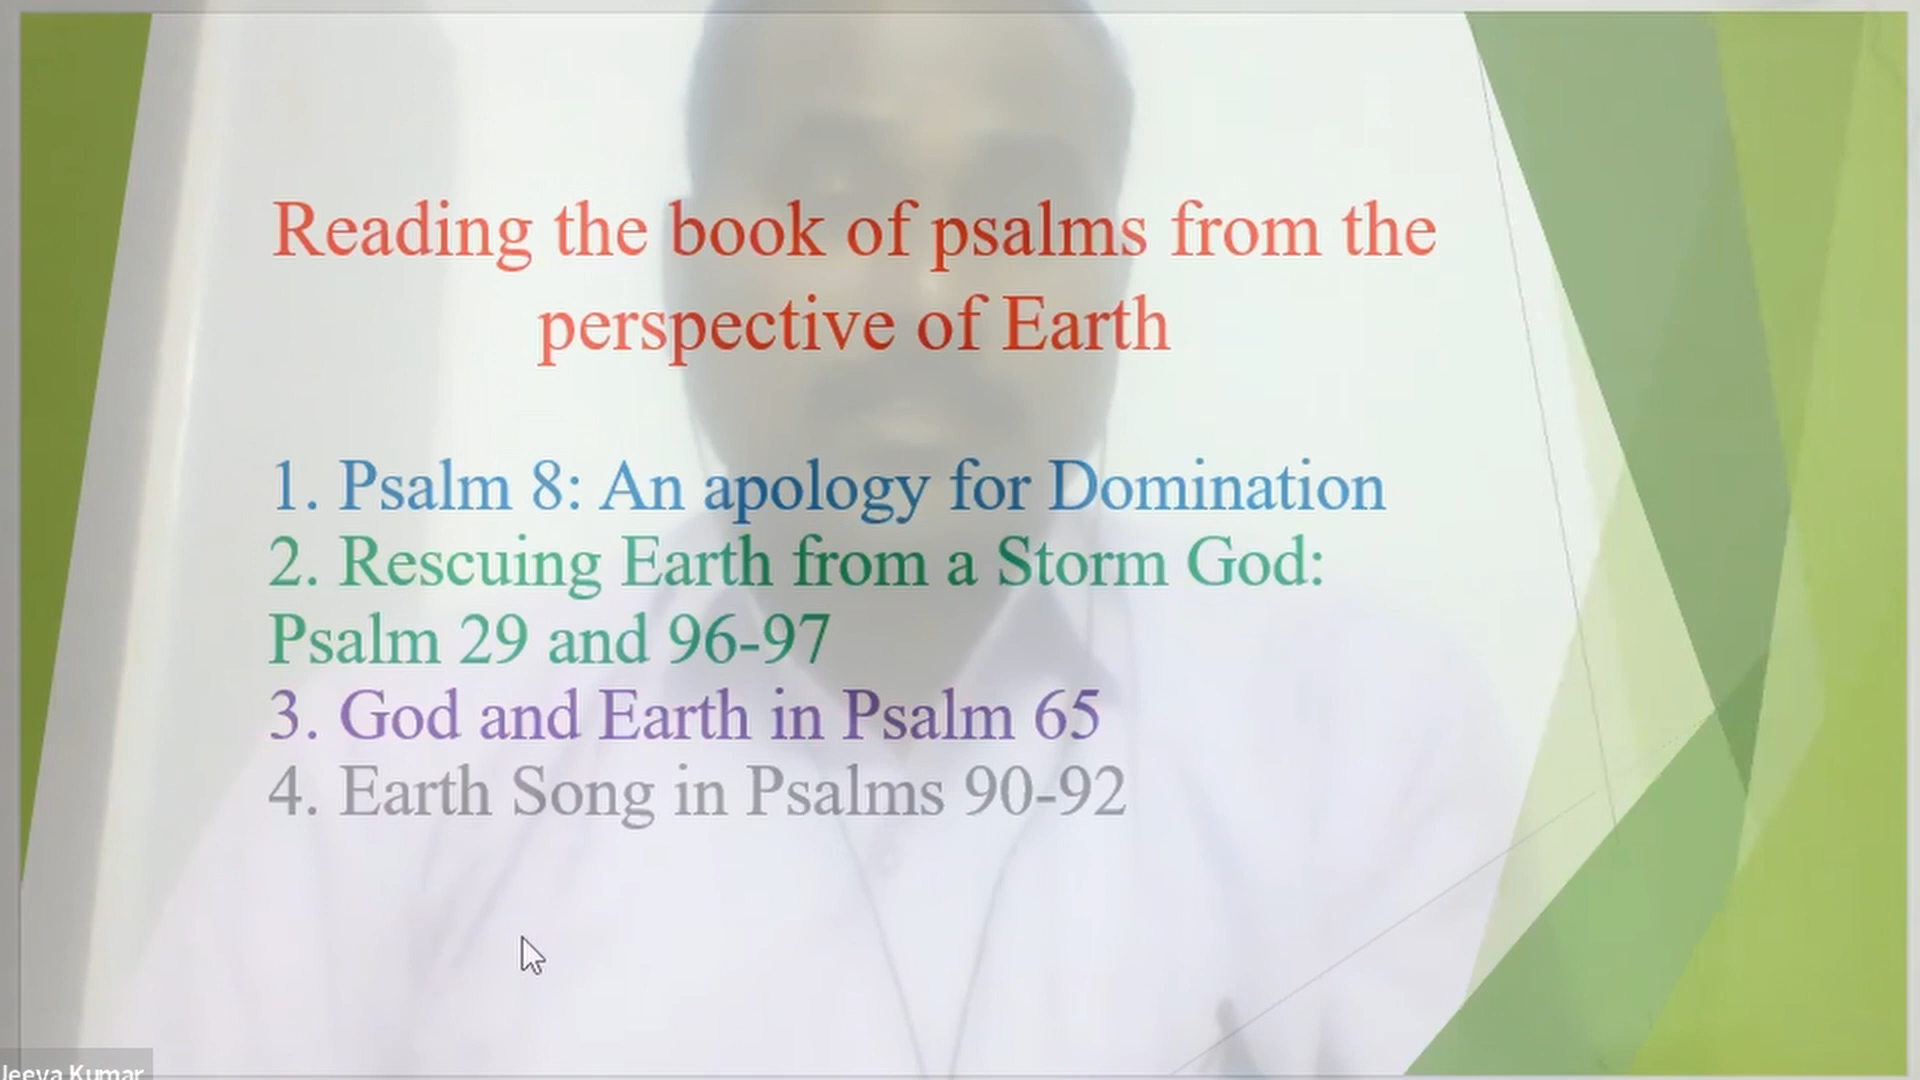 Reading the book of psalms from the
perspective of Earth
1. Psalm 8: An apology for Domination
2. Rescuing Earth from a Storm God:
Psalm 29 and 96-97
3. God and Earth in Psalm 65
4. Earth Song in Psalms 90-92
Jeeva Kumar